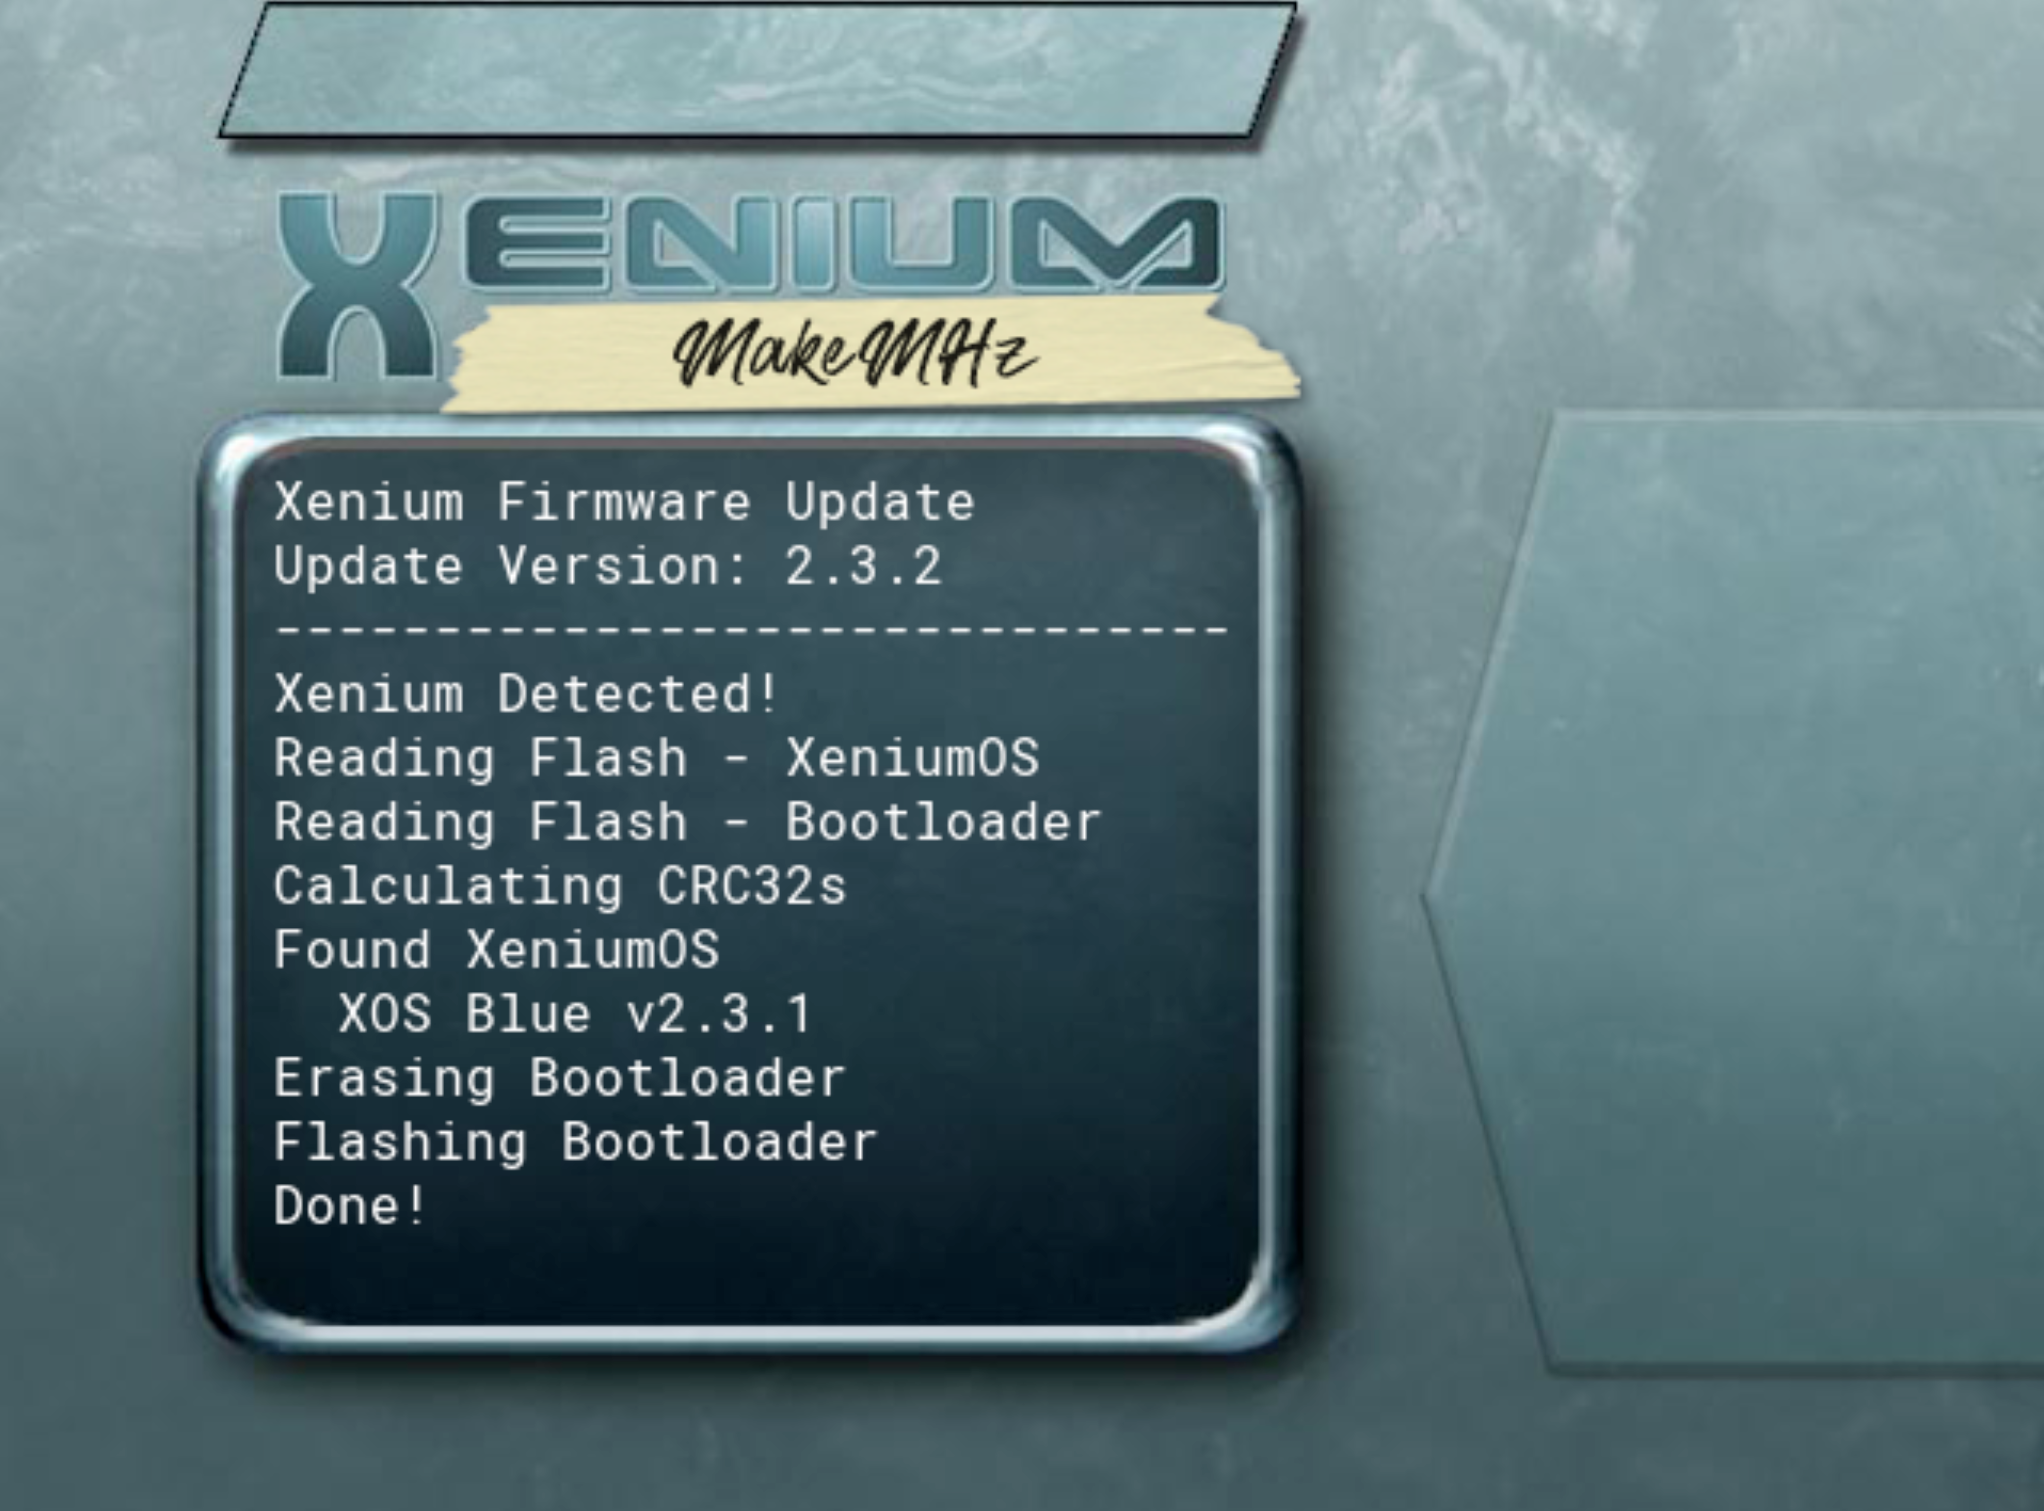 XENIUM
MakeMHz
Xenium Firmware Update
Update Version: 2.3.2
------------------------------
Xenium Detected!
Reading Flash - XeniumOS
Reading Flash - Bootloader
Calculating CRC32s
Found XeniumOS
  XOS Blue v2.3.1
Erasing Bootloader
Flashing Bootloader
Done!